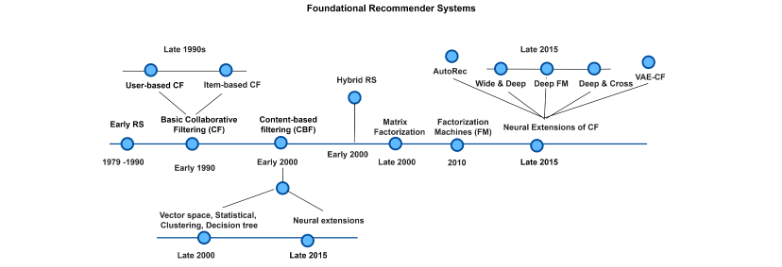 Foundational Recommender Systems
Late 1990s
Late 2015
User-based CF
Item-based CF
Hybrid RS
AutoRec
Wide & Deep
Deep FM
Deep & Cross
VAE-CF
Early RS
Basic Collaborative
Filtering (CF)
Content-based
filtering (CBF)
Matrix
Factorization
Factorization
Machines (FM)
Neural Extensions of CF
1979 -1990
Early 1990
Early 2000
Early 2000
Late 2000
2010
Late 2015
Vector space, Statistical,
Clustering, Decision tree
Neural extensions
Late 2000
Late 2015